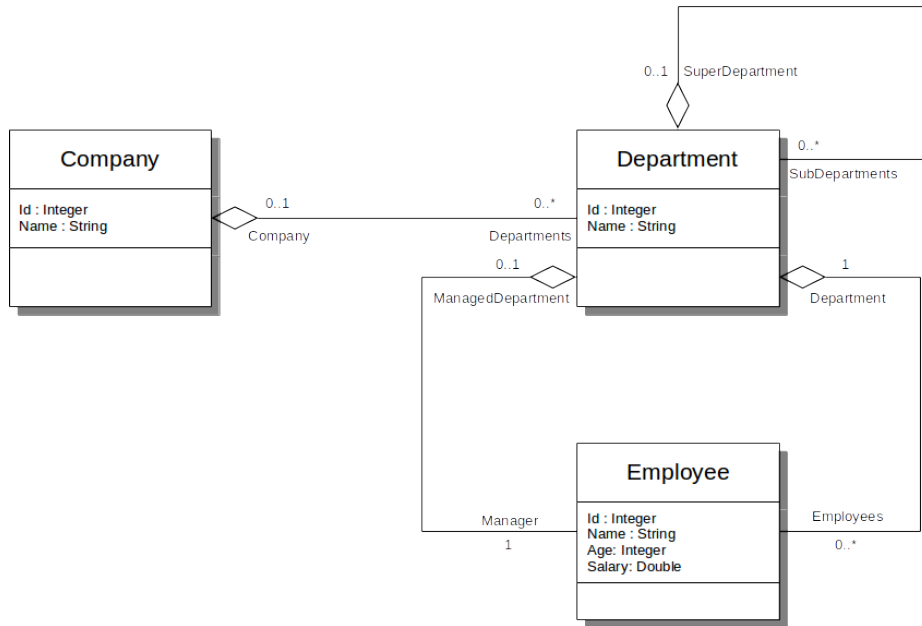 0..1 SuperDepartment
Company
Id : Integer
Name : String
0..1
Company
0..*
Departments
Department
Id : Integer
Name : String
0..*
SubDepartments
0..1
ManagedDepartment
1
Department
Employee
Id : Integer
Name : String
Age: Integer
Salary: Double
Manager
1
Employees
0..*